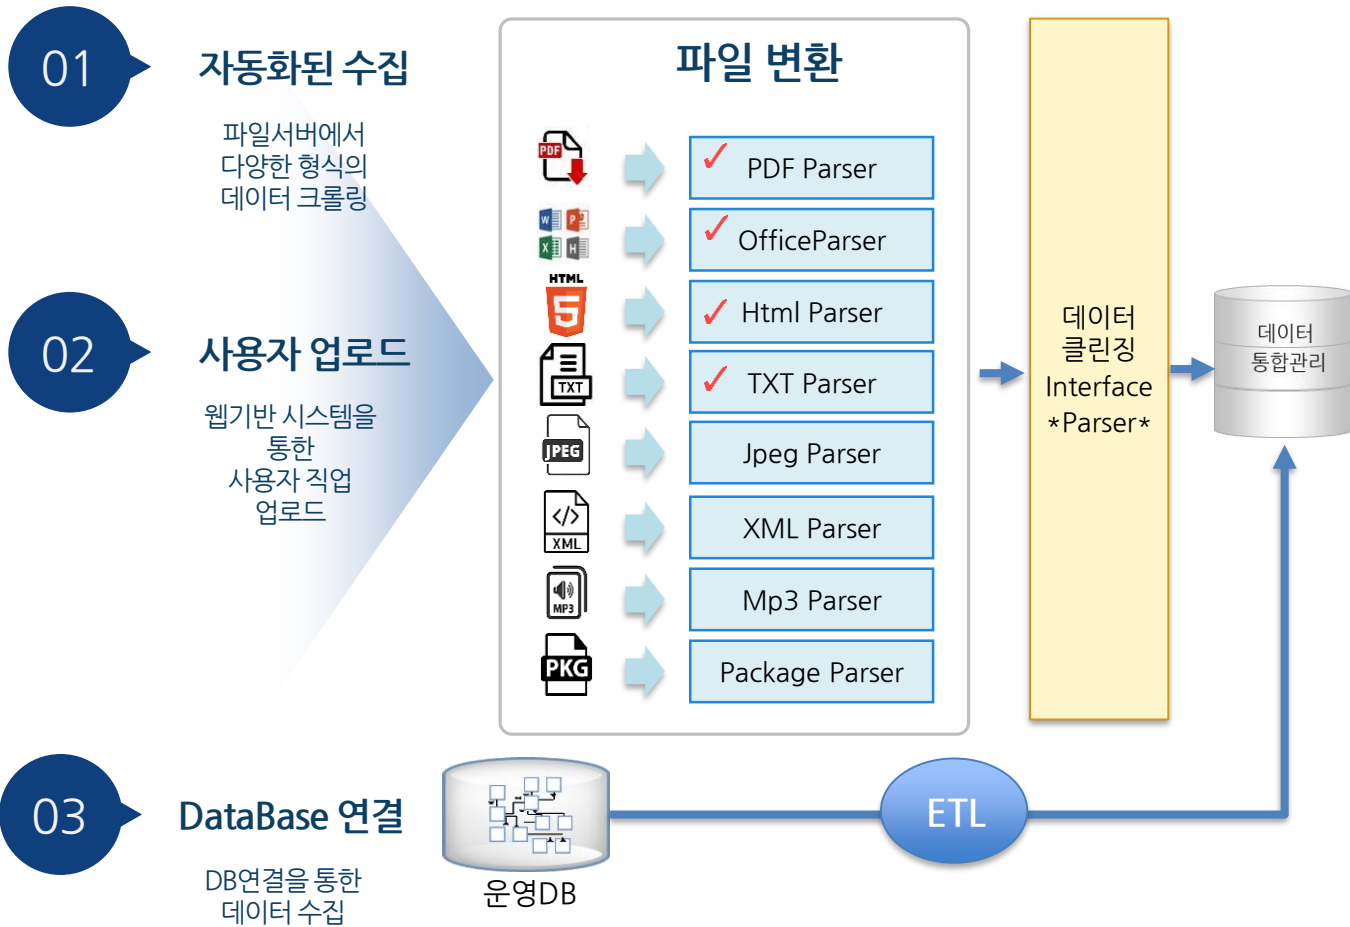 01
자동화된 수집
파일서버에서
다양한 형식의
데이터 크롤링
02
사용자 업로드
웹기반 시스템을
통한
사용자 직업
업로드
파일 변환
PDF
PDF Parser
W P
X H
OfficeParser
HTML
5
Html Parser
TXT
TXT Parser
JPEG
Jpeg Parser
</>
XML
XML Parser
MP3
Mp3 Parser
PKG
Package Parser
데이터
클린징
Interface
*Parser*
데이터
통합관리
03
DataBase 연결
DB연결을 통한
데이터 수집
운영DB
ETL